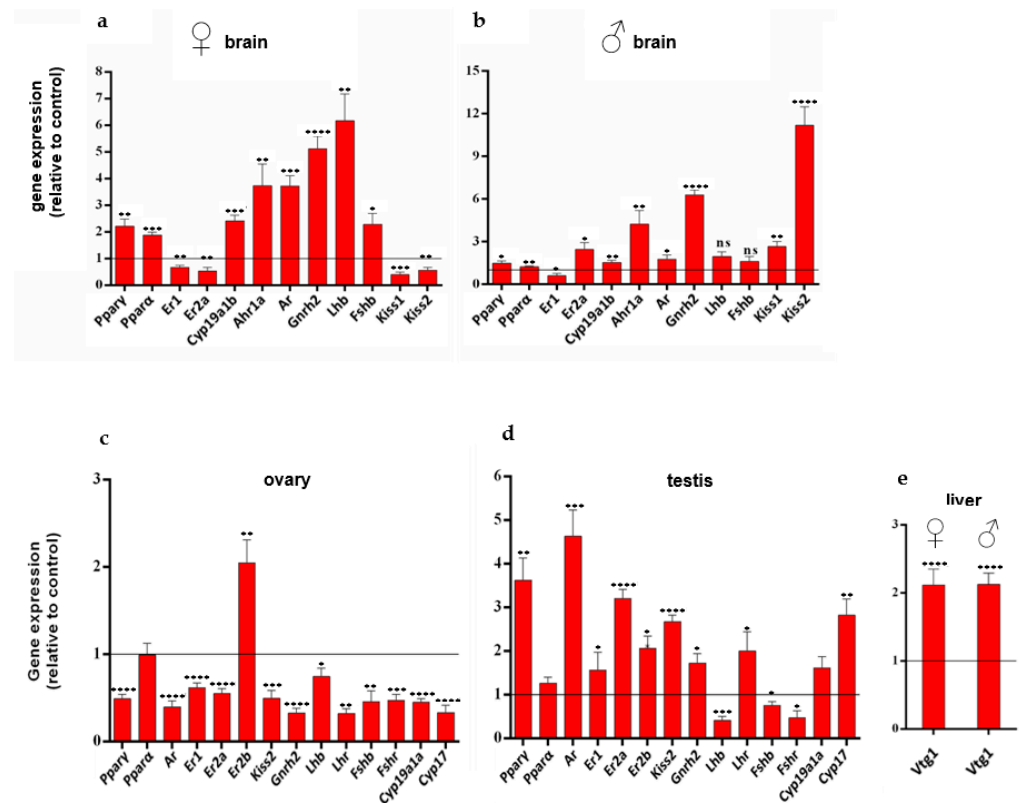 a
♀ brain
gene expression
(relative to control)
8
7
6
5
4
3
2
1
0
** *** ** ** *** ** *** **** ** * *** **
Pparγ Pparα Er1 Er2a Cyp19a1b Ahr1a Ar Gnrh2 Lhb Fshb Kiss1 Kiss2
b
♂ brain
15
12
9
6
3
0
* ** * * ** ** * **** ns ns ** ****
Pparγ Pparα Er1 Er2a Cyp19a1b Ahr1a Ar Gnrh2 Lhb Fshb Kiss1 Kiss2
c
ovary
Gene expression
(relative to control)
3
2
1
0
**** **** **** **** ** *** **** * ** ** *** **** ****
Pparγ Pparα Ar Er1 Er2a Er2b Kiss2 Gnrh2 Lhb Lhr Fshb Fshr Cyp19a1a Cyp17
d
testis
6
5
4
3
2
1
0
** *** * **** * **** * *** * * * **
Pparγ Pparα Ar Er1 Er2a Er2b Kiss2 Gnrh2 Lhb Lhr Fshb Fshr Cyp19a1a Cyp17
e
liver
♀ ♂
3
2
1
0
**** ****
Vtg1 Vtg1